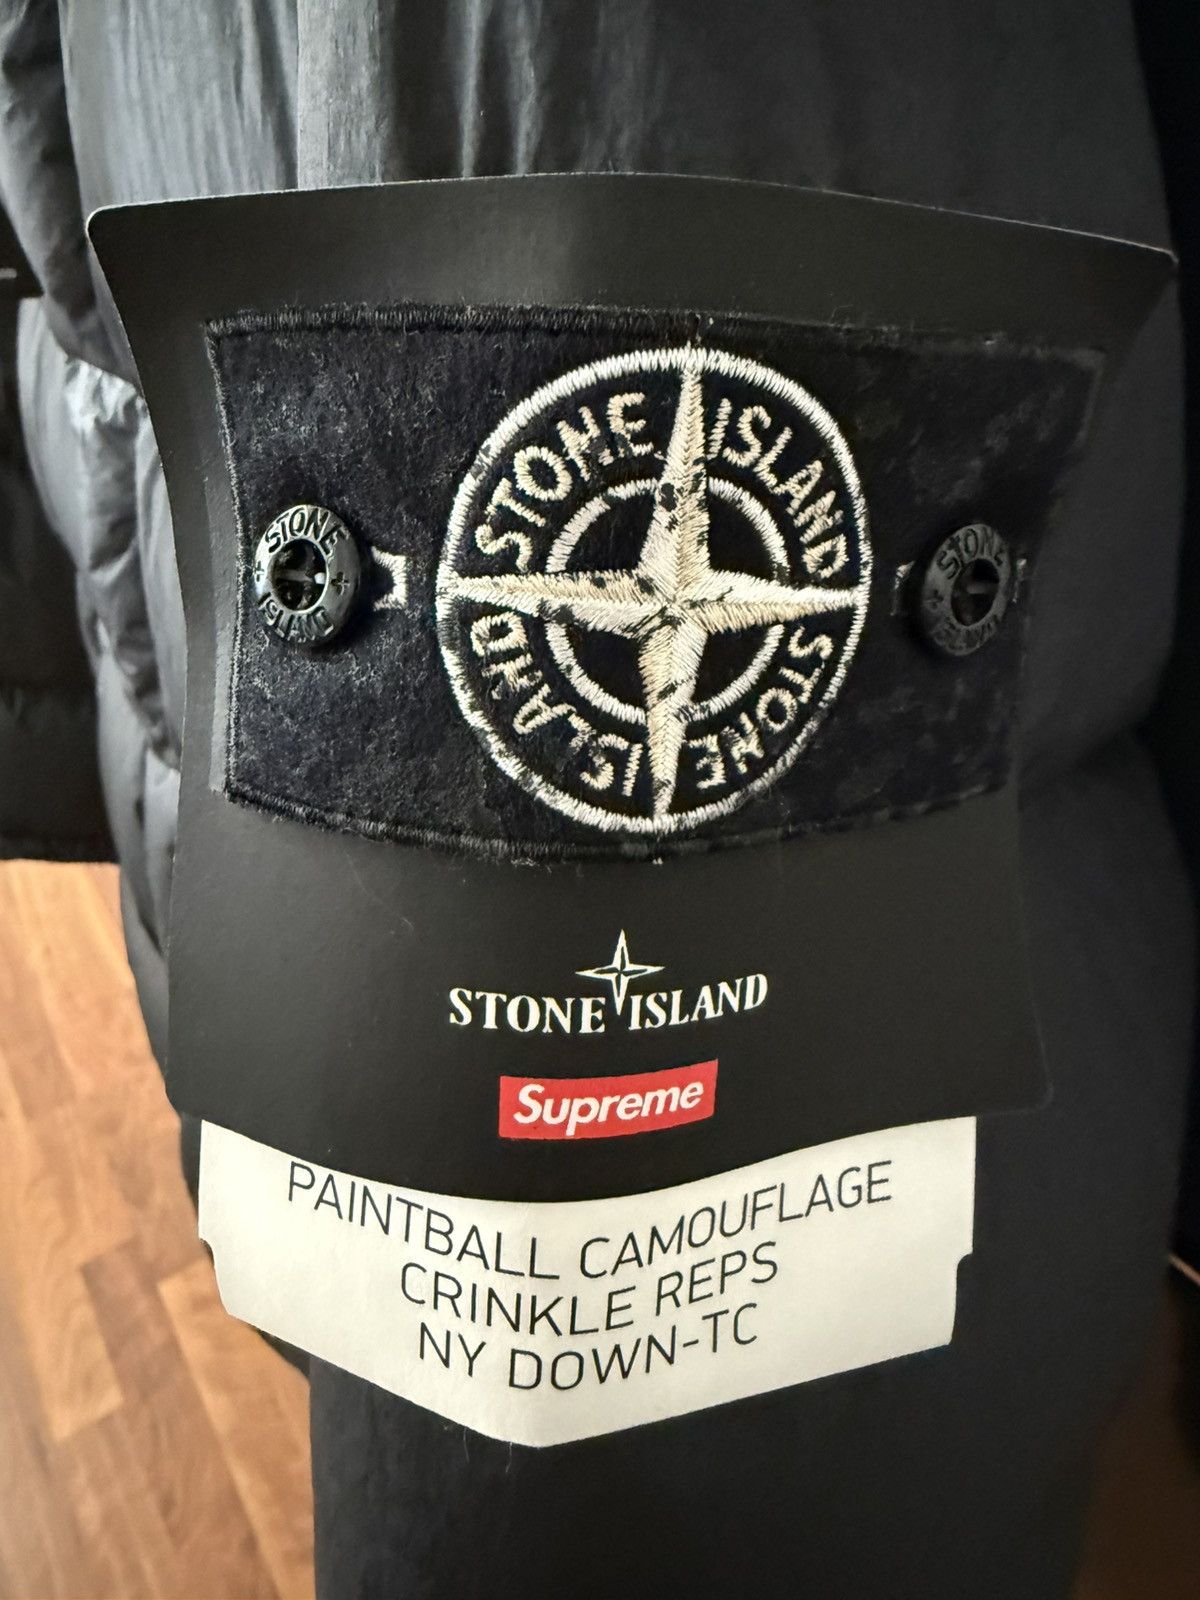 STONE ISLAND
STONE ISLAND
STONE
ISLAND
STONE
ISLAND
STONE ISLAND
Supreme
PAINTBALL CAMOUFLAGE
CRINKLE REPS
NY DOWN-TC